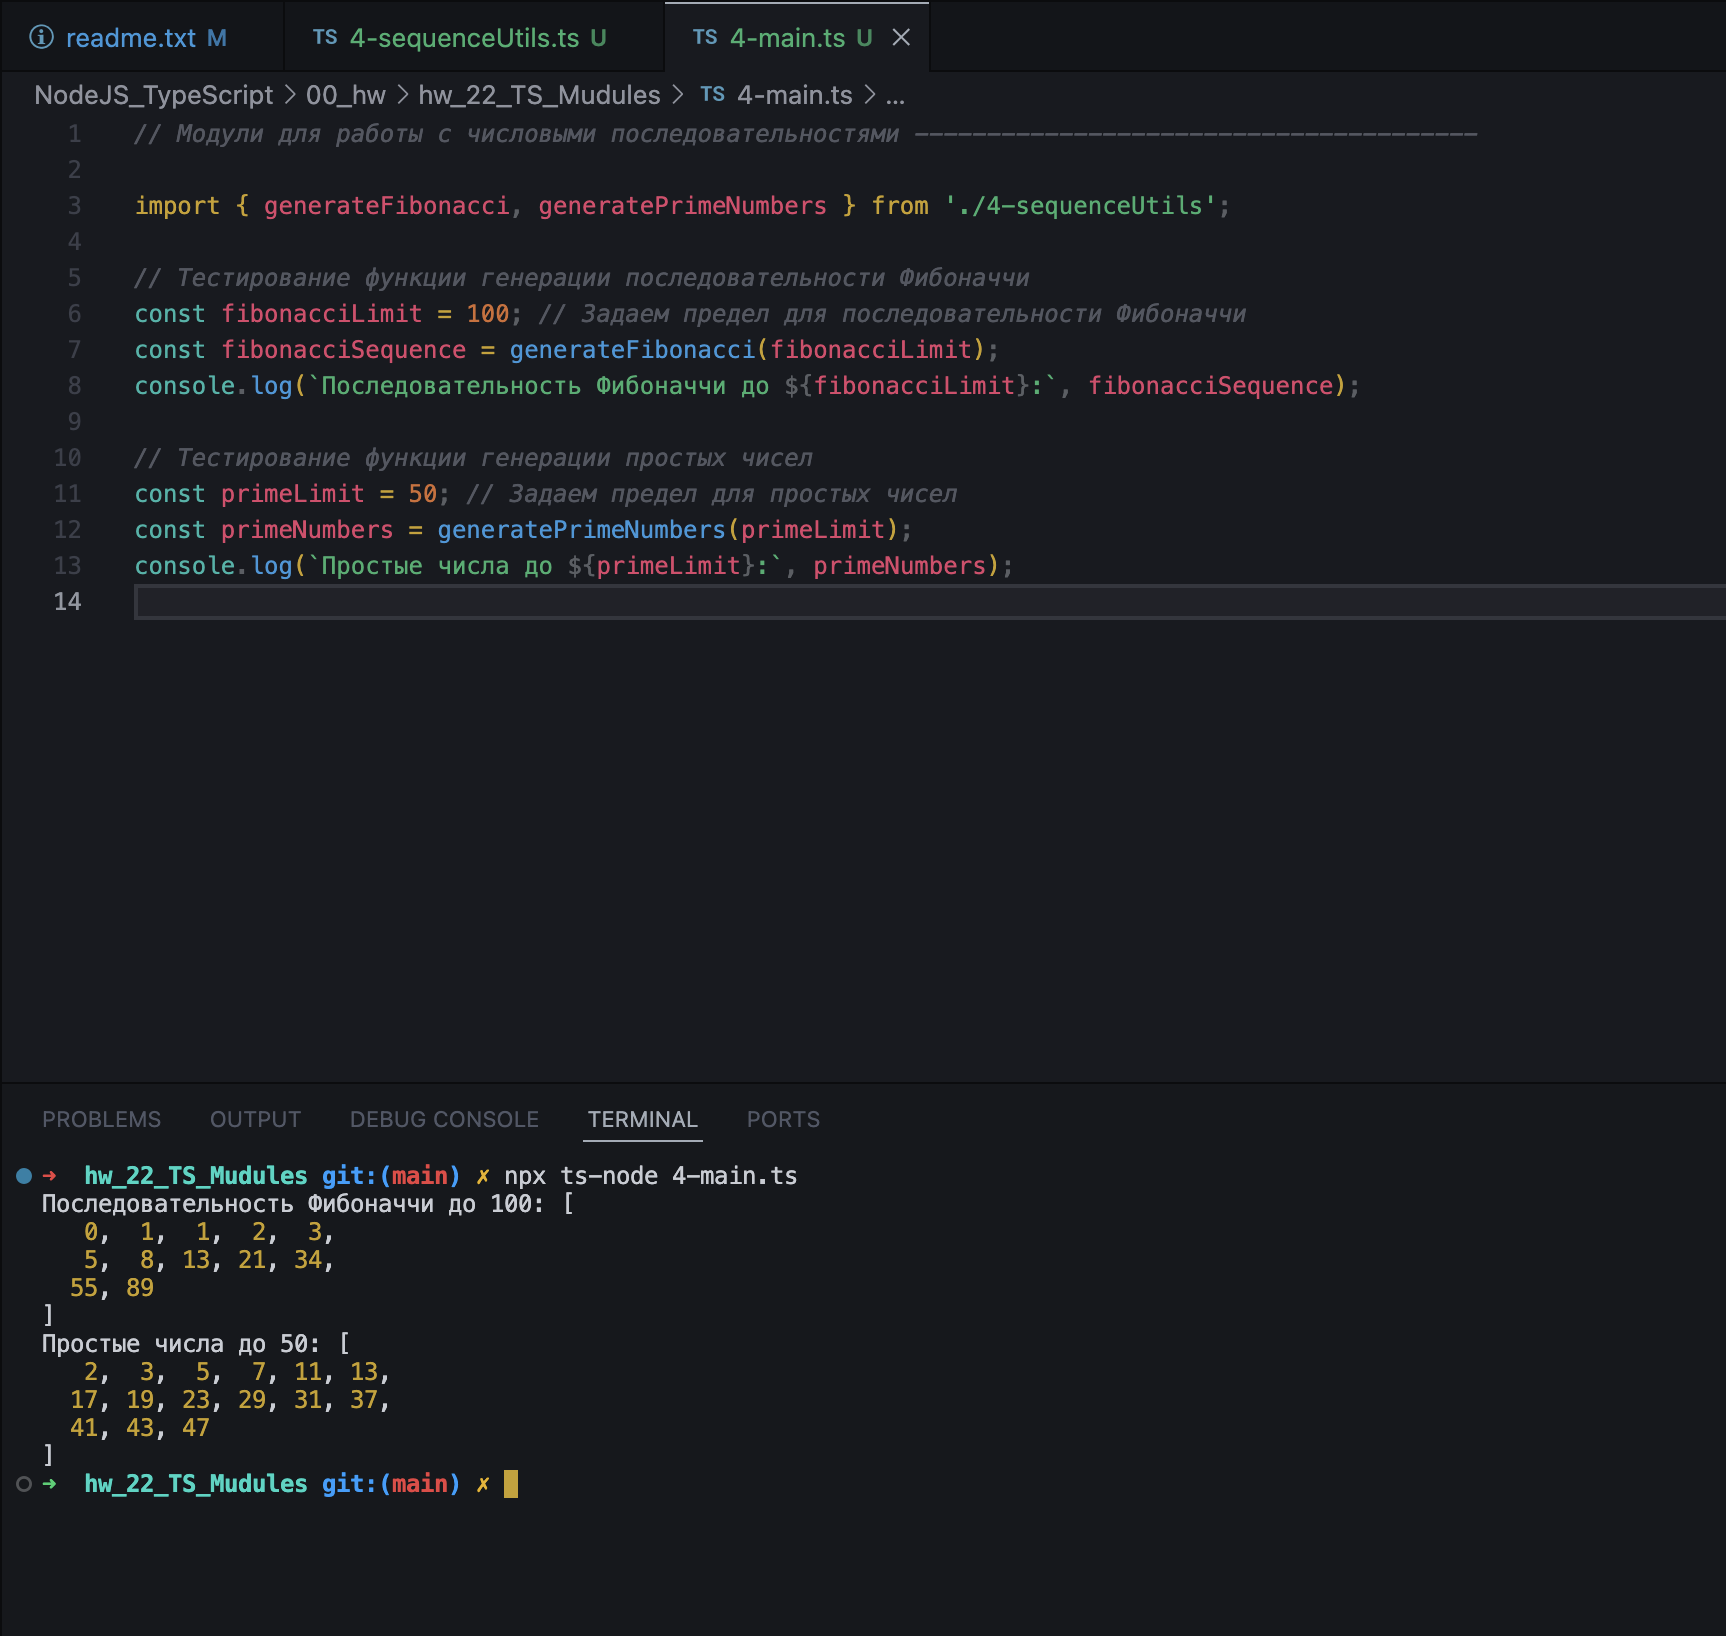 readme.txt M
TS 4-sequenceUtils.ts U
TS 4-main.ts U
NodeJS_TypeScript > 00_hw > hw_22_TS_Mudules > TS 4-main.ts > ...
1 // Модули для работы с числовыми последовательностями ---------------------------------------
2
3 import { generateFibonacci, generatePrimeNumbers } from './4-sequenceUtils';
4
5 // Тестирование функции генерации последовательности Фибоначчи
6 const fibonacciLimit = 100; // Задаем предел для последовательности Фибоначчи
7 const fibonacciSequence = generateFibonacci(fibonacciLimit);
8 console.log(`Последовательность Фибоначчи до ${fibonacciLimit}:`, fibonacciSequence);
9
10 // Тестирование функции генерации простых чисел
11 const primeLimit = 50; // Задаем предел для простых чисел
12 const primeNumbers = generatePrimeNumbers(primeLimit);
13 console.log(`Простые числа до ${primeLimit}:`, primeNumbers);
14
PROBLEMS OUTPUT DEBUG CONSOLE TERMINAL PORTS
➜ hw_22_TS_Mudules git:(main) ✗ npx ts-node 4-main.ts
Последовательность Фибоначчи до 100: [
0, 1, 1, 2, 3,
5, 8, 13, 21, 34,
55, 89
]
Простые числа до 50: [
2, 3, 5, 7, 11, 13,
17, 19, 23, 29, 31, 37,
41, 43, 47
]
➜ hw_22_TS_Mudules git:(main) ✗